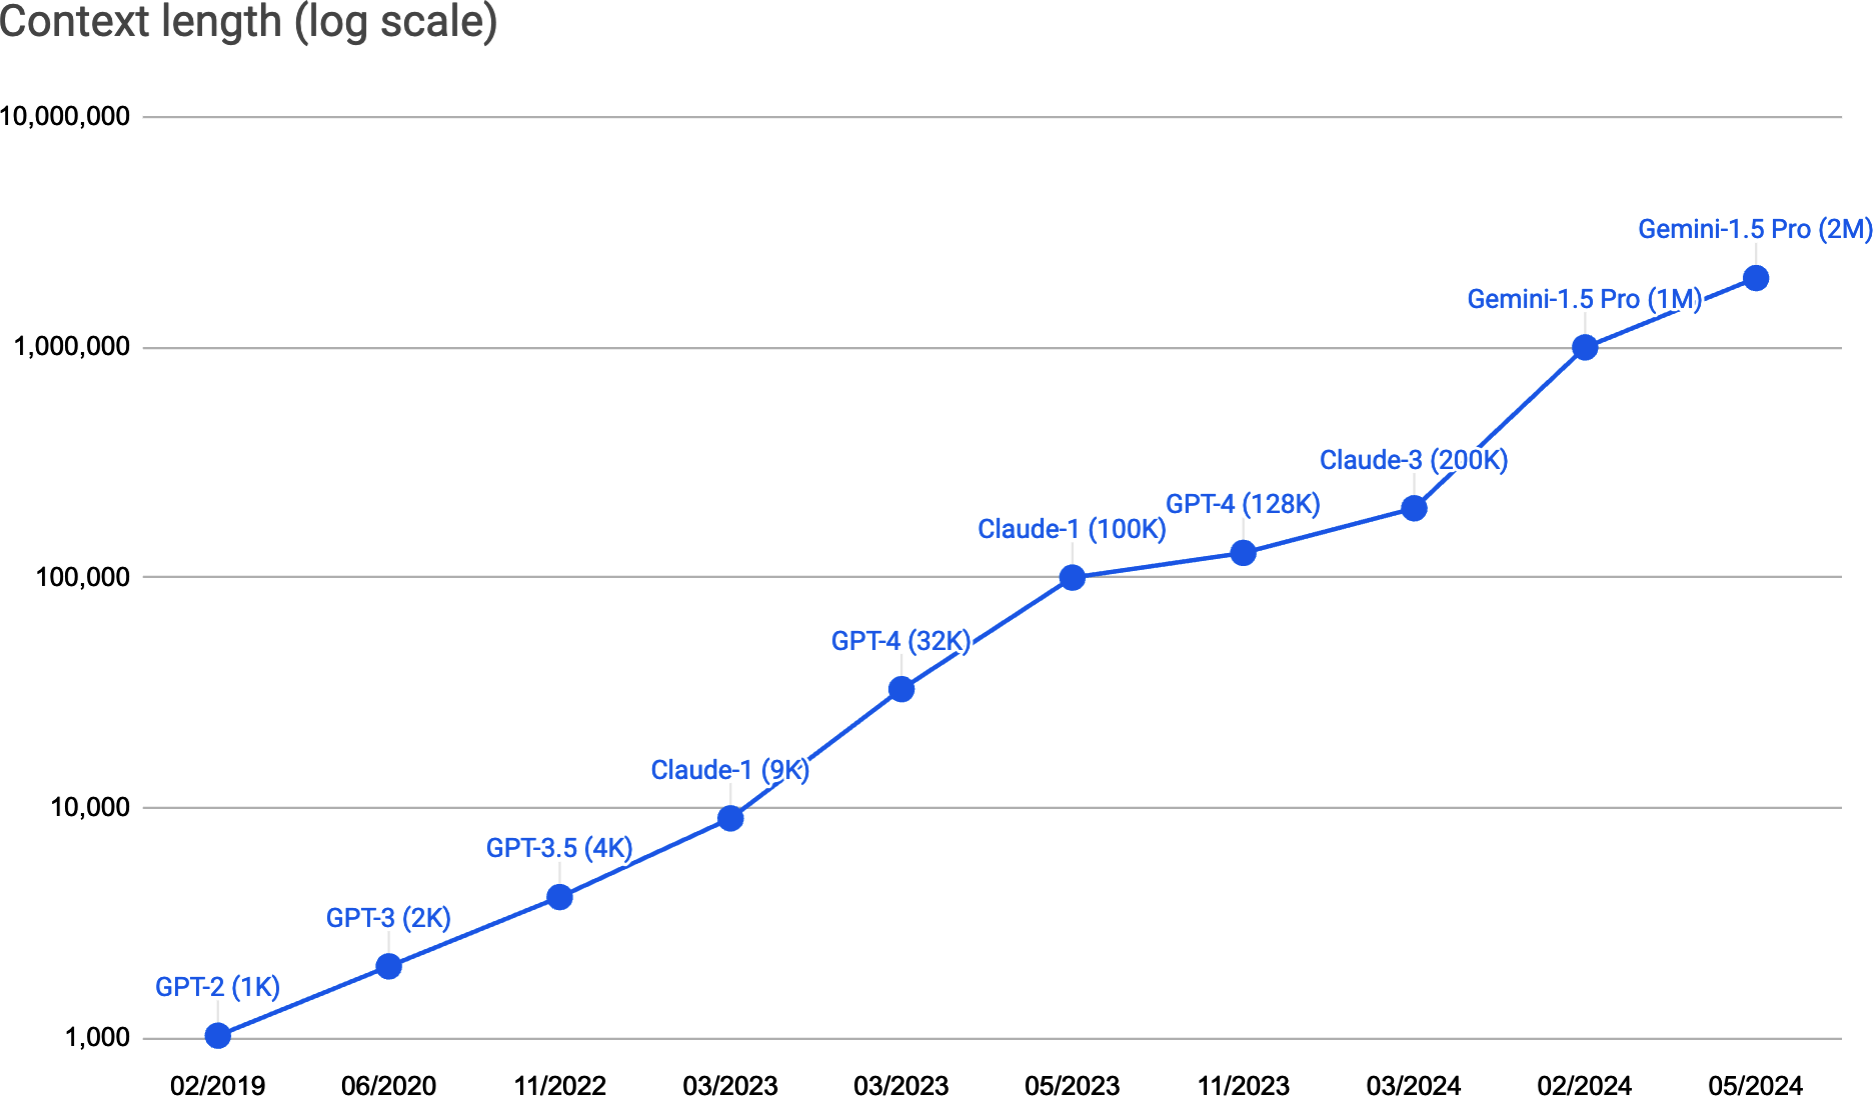 Context length (log scale)
10,000,000
Gemini-1.5 Pro (2M)
Gemini-1.5 Pro (1M)
1,000,000
Claude-3 (200K)
GPT-4 (128K)
Claude-1 (100K)
100,000
GPT-4 (32K)
Claude-1 (9K)
10,000
GPT-3.5 (4K)
GPT-3 (2K)
GPT-2 (1K)
1,000
02/2019 06/2020 11/2022 03/2023 03/2023 05/2023 11/2023 03/2024 02/2024 05/2024